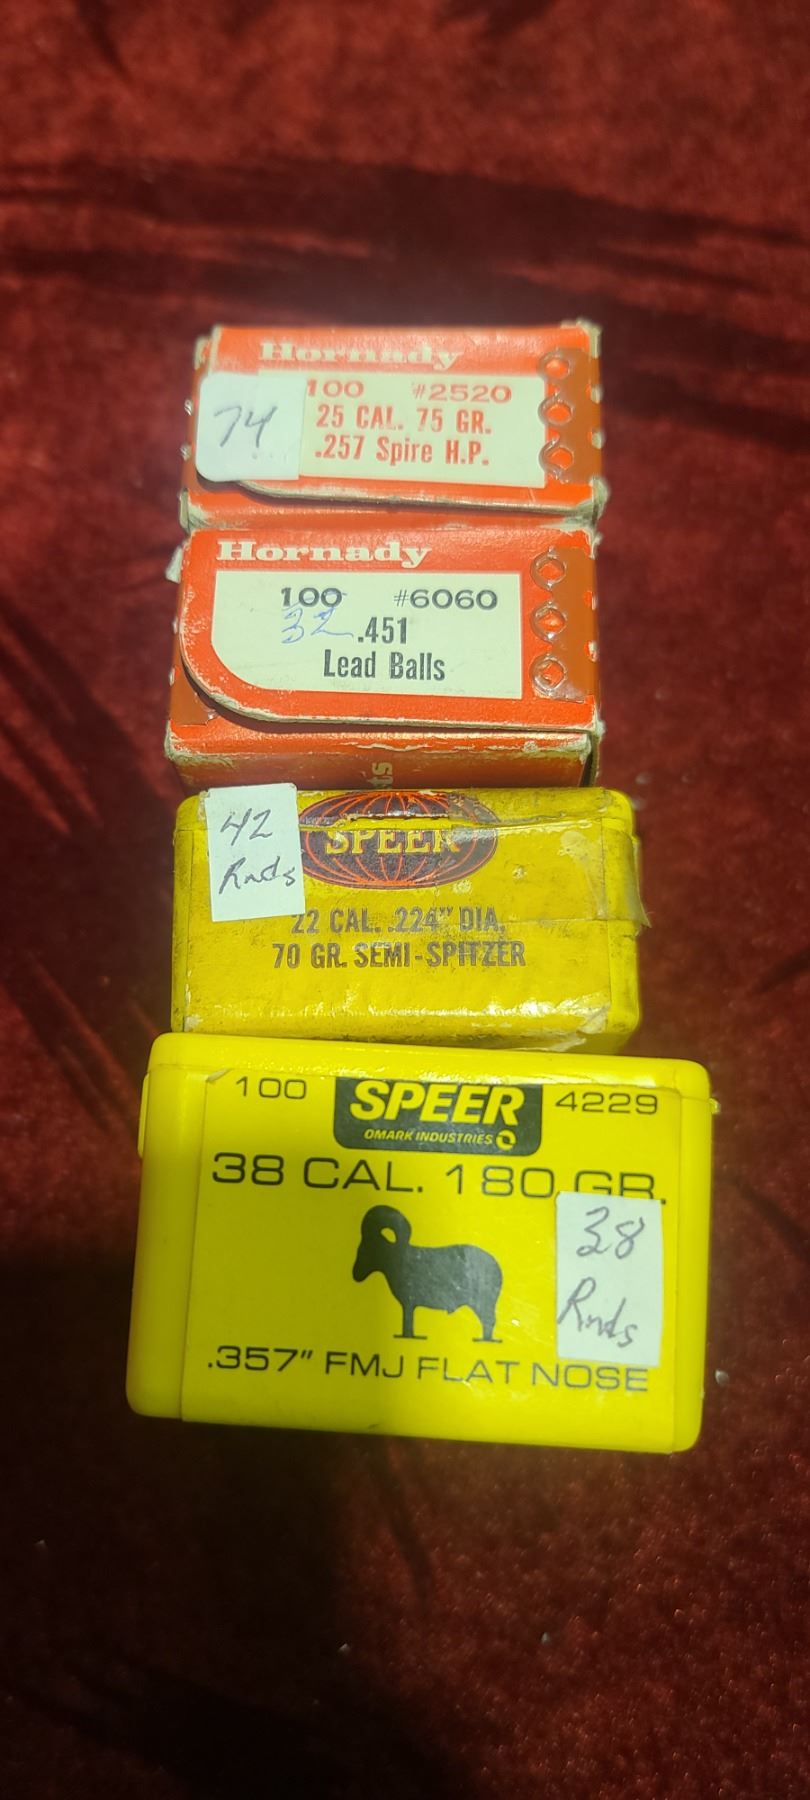 Hornady
100 #2520
74
25 CAL. 75 GR.
.257 Spire H.P.
Hornady
100 #6060
32 .451
Lead Balls
42
Rnds
SPEER
22 CAL. .224" DIA.
70 GR. SEMI-SPITZER
100 SPEER 4229
OMARK INDUSTRIES
38 CAL. 180 GR.
38
Rnds
.357" FMJ FLAT NOSE